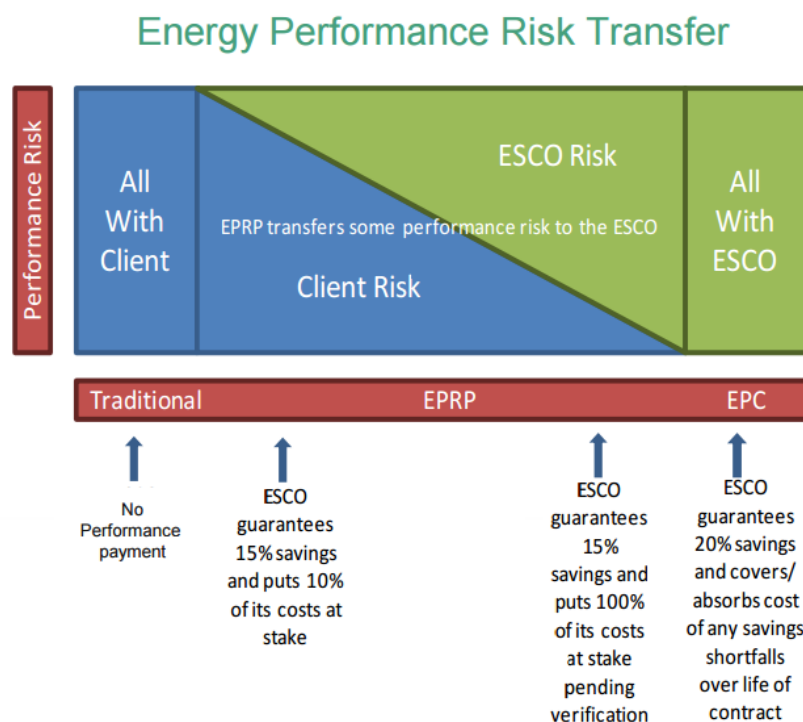 Energy Performance Risk Transfer
Performance Risk
All
With
Client
ESCO Risk
EPRP transfers some performance risk to the ESCO
Client Risk
All
With
ESCO
Traditional
EPRP
EPC
No
Performance
payment
ESCO
guarantees
15% savings
and puts 10%
of its costs at
stake
ESCO
guarantees
15%
savings and
puts 100%
of its costs
at stake
pending
verification
ESCO
guarantees
20% savings
and covers/
absorbs cost
of any savings
shortfalls
over life of
contract